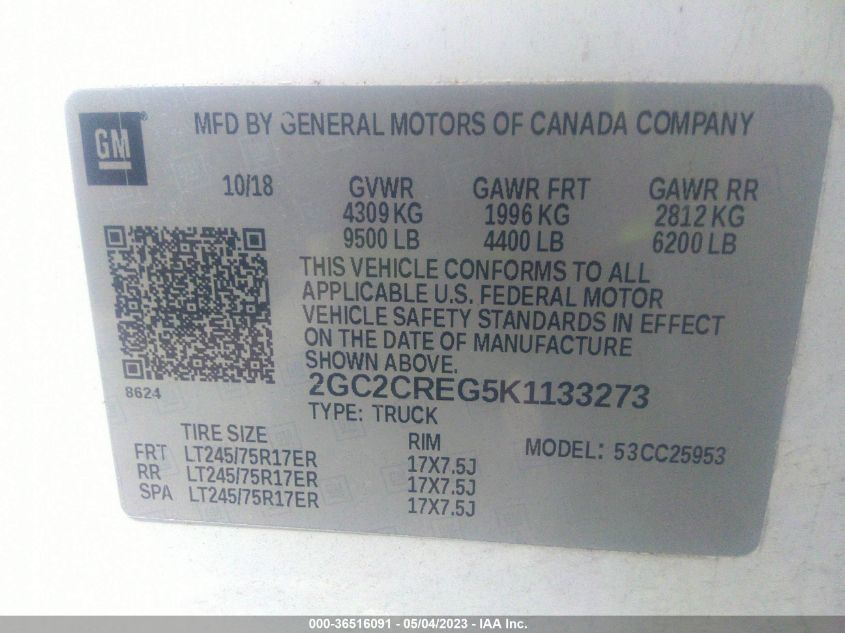 GM
MFD BY GENERAL MOTORS OF CANADA COMPANY
10/18 GVWR GAWR FRT GAWR RR
4309 KG 1996 KG 2812 KG
9500 LB 4400 LB 6200 LB
THIS VEHICLE CONFORMS TO ALL
APPLICABLE U.S. FEDERAL MOTOR
VEHICLE SAFETY STANDARDS IN EFFECT
ON THE DATE OF MANUFACTURE
SHOWN ABOVE.
8624
2GC2CREG5K1133273
TYPE: TRUCK
TIRE SIZE RIM MODEL: 53CC25953
FRT LT245/75R17ER 17X7.5J
RR LT245/75R17ER 17X7.5J
SPA LT245/75R17ER 17X7.5J
000-36516091 - 05/04/2023 - IAA Inc.